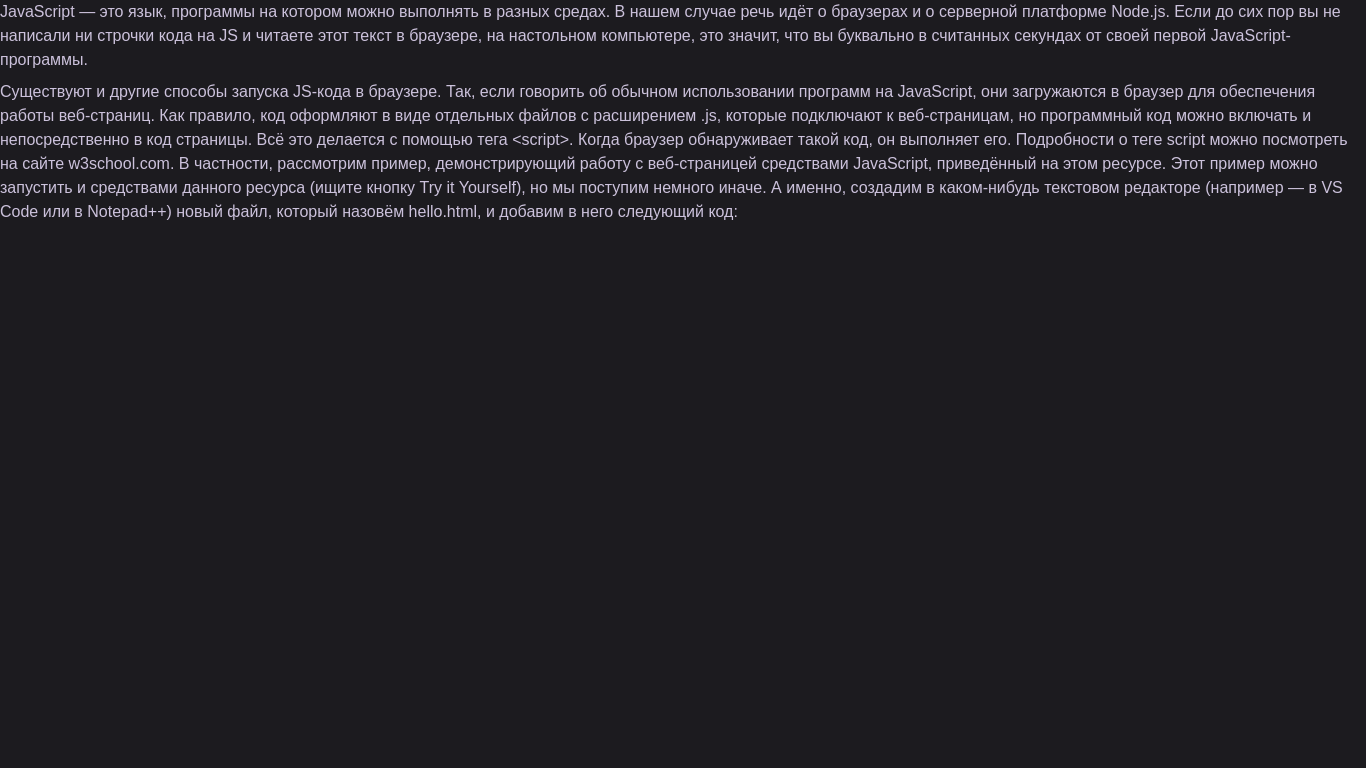 JavaScript — это язык, программы на котором можно выполнять в разных средах. В нашем случае речь идёт о браузерах и о серверной платформе Node.js. Если до сих пор вы не
написали ни строчки кода на JS и читаете этот текст в браузере, на настольном компьютере, это значит, что вы буквально в считанных секундах от своей первой JavaScript-
программы.
Существуют и другие способы запуска JS-кода в браузере. Так, если говорить об обычном использовании программ на JavaScript, они загружаются в браузер для обеспечения
работы веб-страниц. Как правило, код оформляют в виде отдельных файлов с расширением .js, которые подключают к веб-страницам, но программный код можно включать и
непосредственно в код страницы. Всё это делается с помощью тега <script>. Когда браузер обнаруживает такой код, он выполняет его. Подробности о теге script можно посмотреть
на сайте w3school.com. В частности, рассмотрим пример, демонстрирующий работу с веб-страницей средствами JavaScript, приведённый на этом ресурсе. Этот пример можно
запустить и средствами данного ресурса (ищите кнопку Try it Yourself), но мы поступим немного иначе. А именно, создадим в каком-нибудь текстовом редакторе (например — в VS
Code или в Notepad++) новый файл, который назовём hello.html, и добавим в него следующий код: